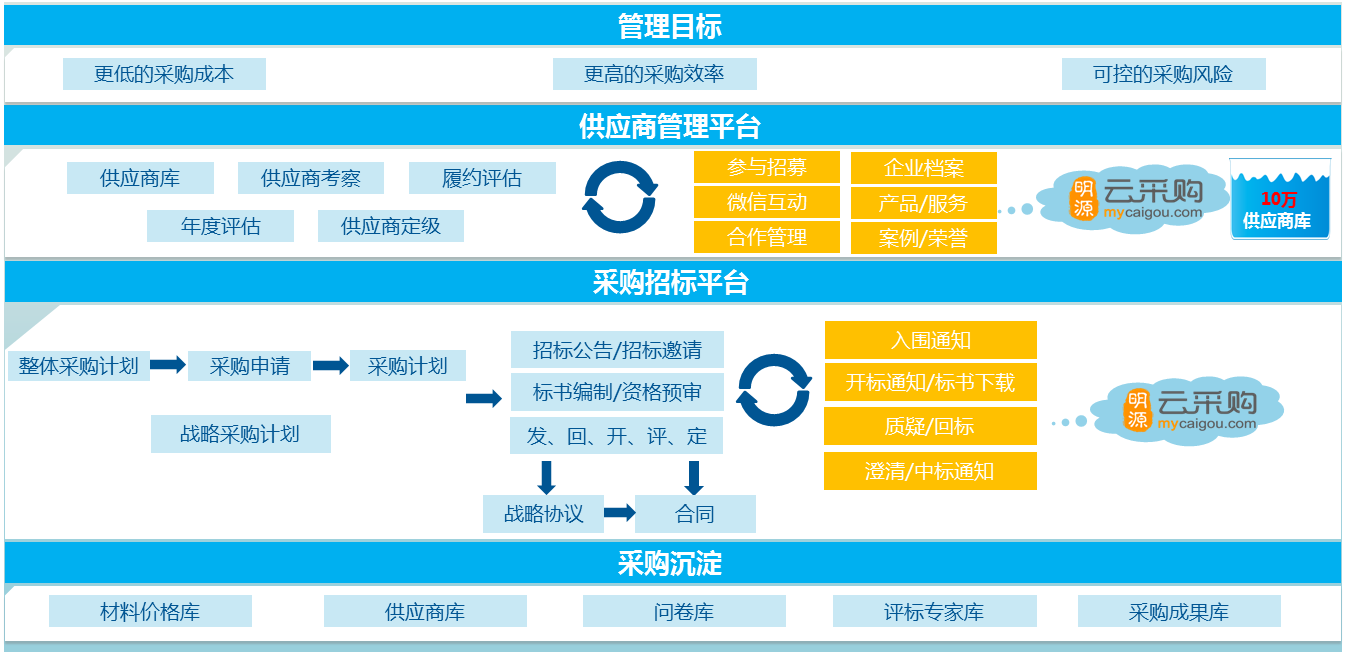 管理目标
更低的采购成本
更高的采购效率
可控的采购风险
供应商管理平台
供应商库
供应商考察
履约评估
年度评估
供应商定级
参与招募
企业档案
微信互动
产品/服务
合作管理
案例/荣誉
明源
云采购
mycaigou.com
10万
供应商库
采购招标平台
整体采购计划
采购申请
采购计划
战略采购计划
招标公告/招标邀请
标书编制/资格预审
发、回、开、评、定
战略协议
合同
入围通知
开标通知/标书下载
质疑/回标
澄清/中标通知
明源
云采购
mycaigou.com
采购沉淀
材料价格库
供应商库
问卷库
评标专家库
采购成果库